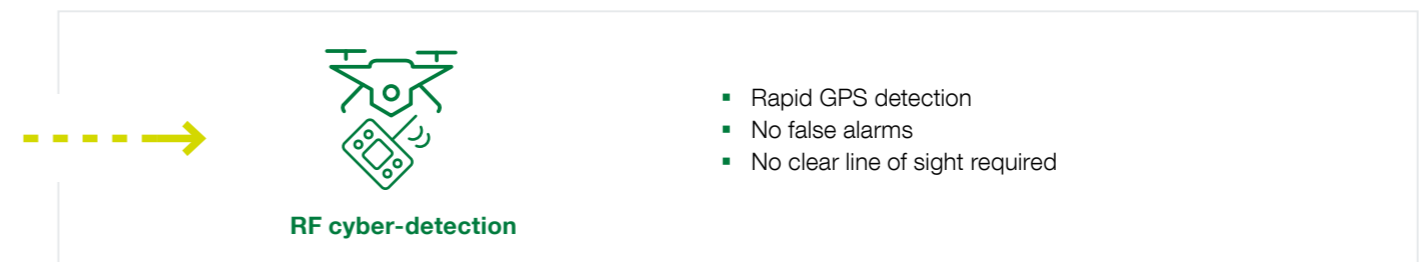 ▪ Rapid GPS detection
▪ No false alarms
▪ No clear line of sight required
RF cyber-detection